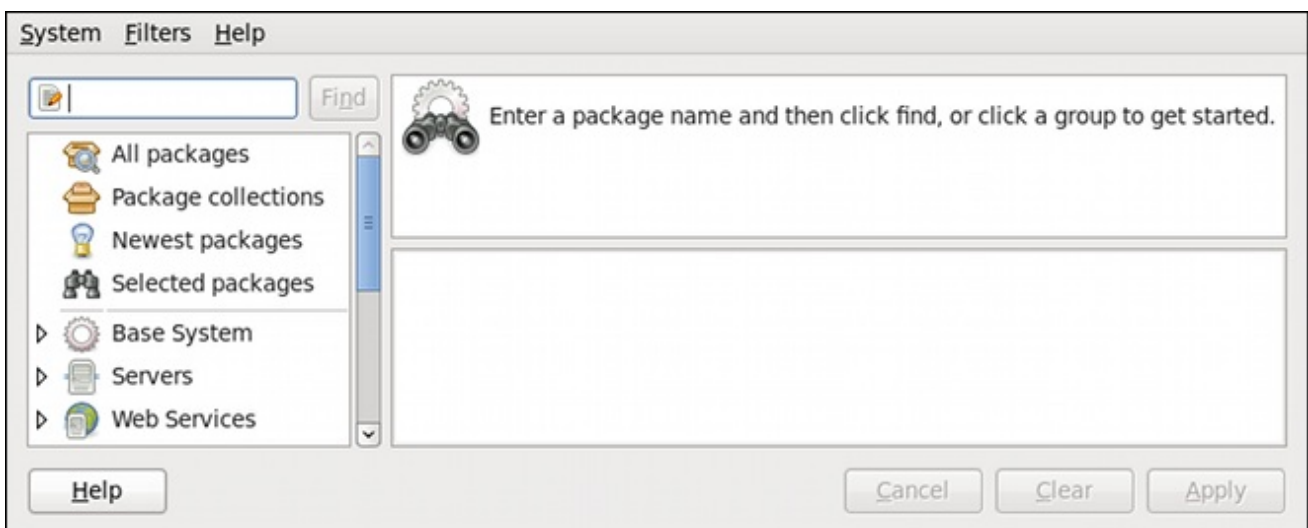 System Filters Help
Find
Enter a package name and then click find, or click a group to get started.
All packages
Package collections
Newest packages
Selected packages
Base System
Servers
Web Services
Help
Cancel Clear Apply